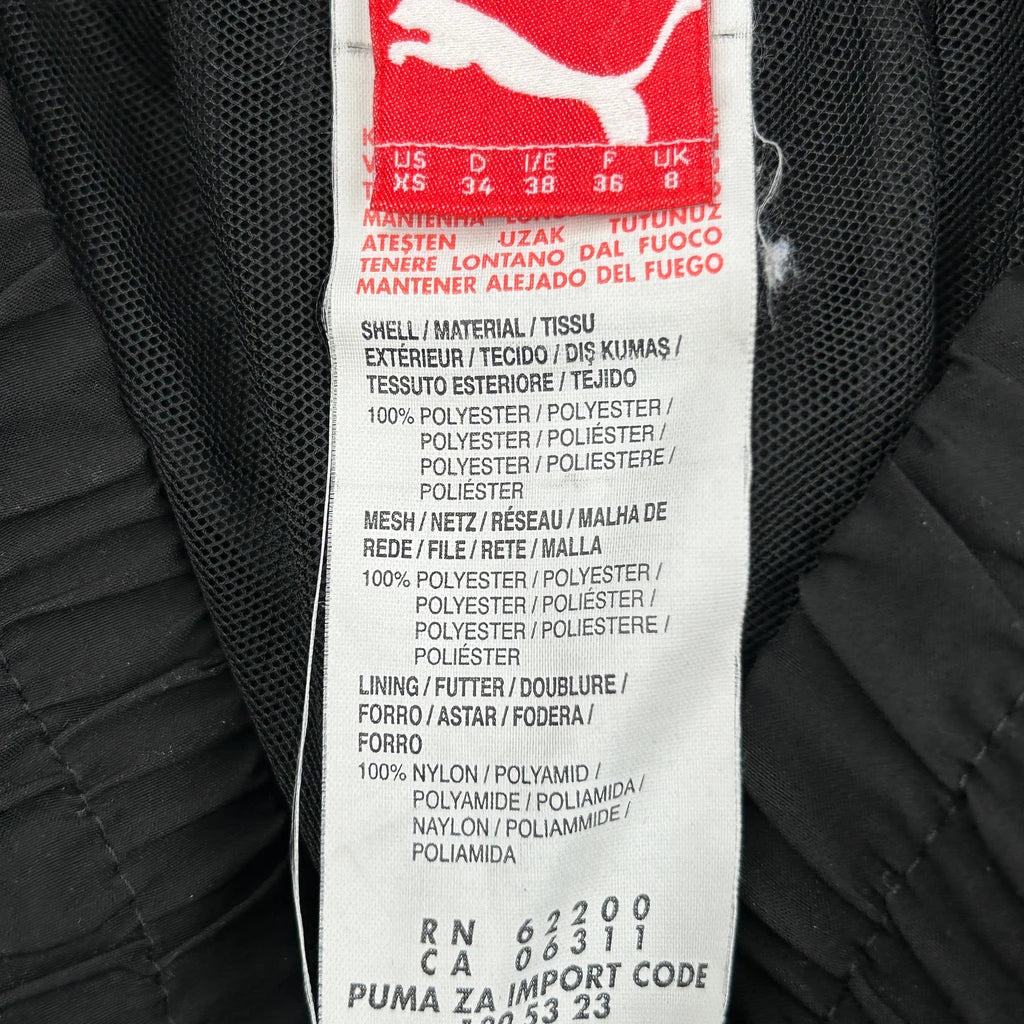 US D I/E F UK
XS 34 38 36 8
MANTENHA
ATEŞTEN UZAK TUTUNUZ
TENERE LONTANO DAL FUOCO
MANTENER ALEJADO DEL FUEGO
SHELL / MATERIAL / TISSU
EXTÉRIEUR / TECIDO / DIŞ KUMAŞ /
TESSUTO ESTERIORE / TEJIDO
100% POLYESTER / POLYESTER /
POLYESTER / POLIÉSTER /
POLYESTER / POLIESTERE /
POLIÉSTER
MESH / NETZ / RÉSEAU / MALHA DE
REDE / FILE / RETE / MALLA
100% POLYESTER / POLYESTER /
POLYESTER / POLIÉSTER /
POLYESTER / POLIESTERE /
POLIÉSTER
LINING / FUTTER / DOUBLURE /
FORRO / ASTAR / FODERA /
FORRO
100% NYLON / POLYAMID /
POLYAMIDE / POLIAMIDA /
NAYLON / POLIAMMIDE /
POLIAMIDA
RN 62200
CA 06311
PUMA ZA IMPORT CODE
53 23